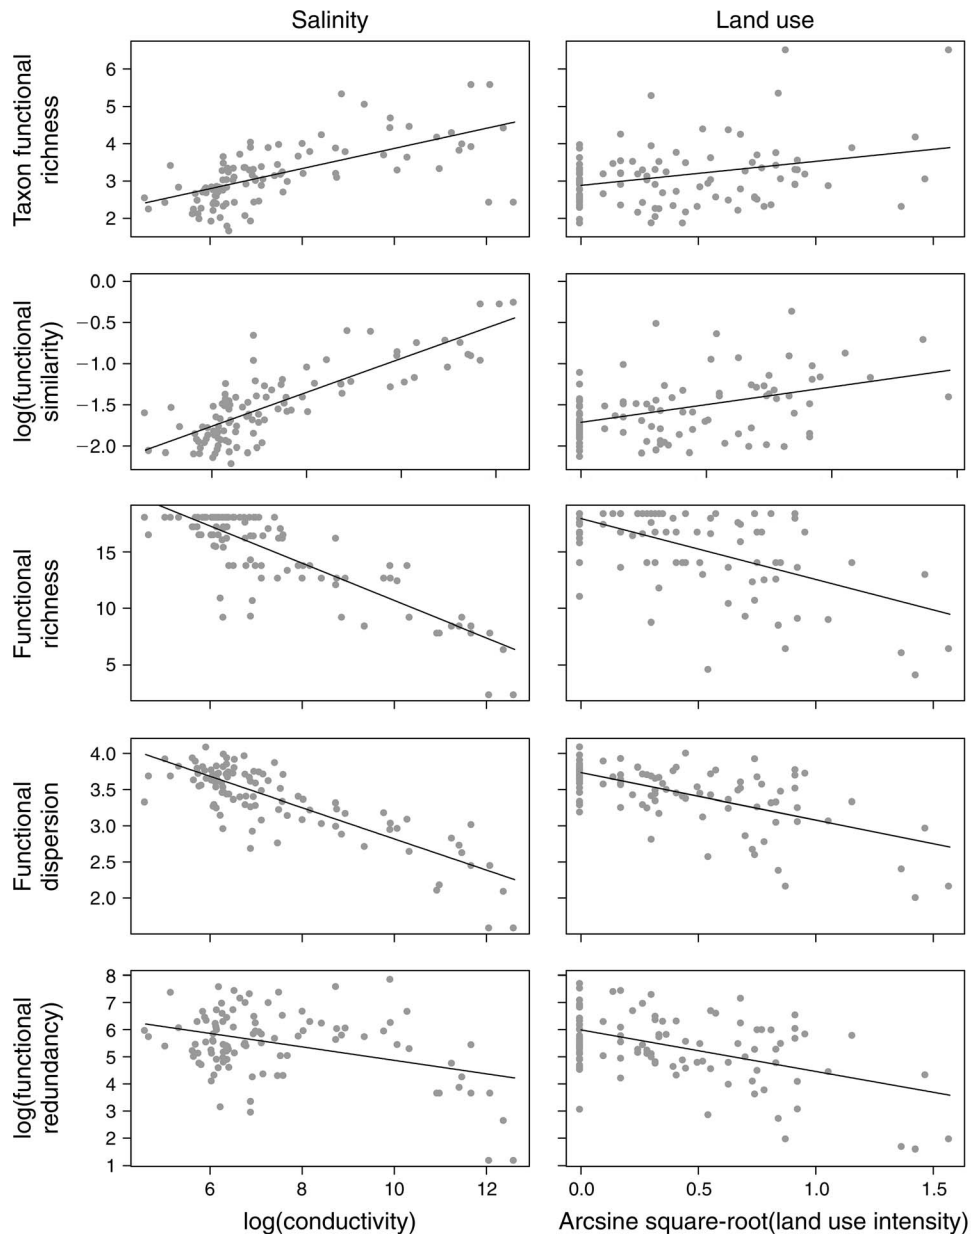 Salinity
Land use
Taxon functional
richness
6
5
4
3
2
log(functional
similarity)
0.0
−0.5
−1.0
−1.5
−2.0
Functional
richness
15
10
5
Functional
dispersion
4.0
3.5
3.0
2.5
2.0
log(functional
redundancy)
8
7
6
5
4
3
2
1
6 8 10 12
0.0 0.5 1.0 1.5
log(conductivity)
Arcsine square-root(land use intensity)